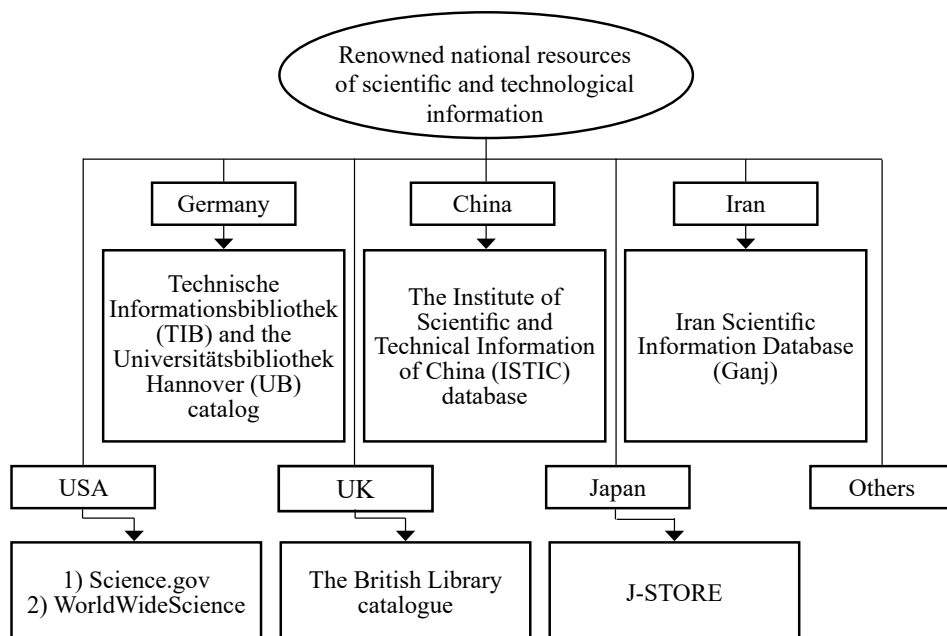 Renowned national resources
of scientific and technological
information
Germany
China
Iran
Technische
Informationsbibliothek
(TIB) and the
Universitätsbibliothek
Hannover (UB)
catalog
The Institute of
Scientific and
Technical Information
of China (ISTIC)
database
Iran Scientific
Information Database
(Ganj)
USA
UK
Japan
Others
1) Science.gov
2) WorldWideScience
The British Library
catalogue
J-STORE